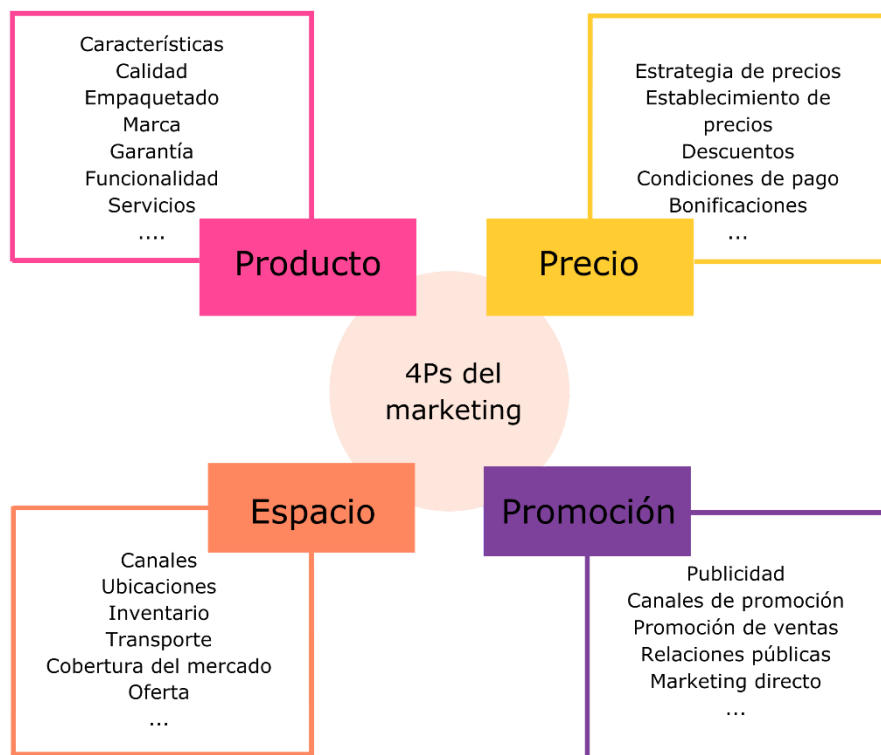 Características
Calidad
Empaquetado
Marca
Garantía
Funcionalidad
Servicios
....
Producto
Estrategia de precios
Establecimiento de
precios
Descuentos
Condiciones de pago
Bonificaciones
...
Precio
4Ps del
marketing
Espacio
Canales
Ubicaciones
Inventario
Transporte
Cobertura del mercado
Oferta
...
Promoción
Publicidad
Canales de promoción
Promoción de ventas
Relaciones públicas
Marketing directo
...